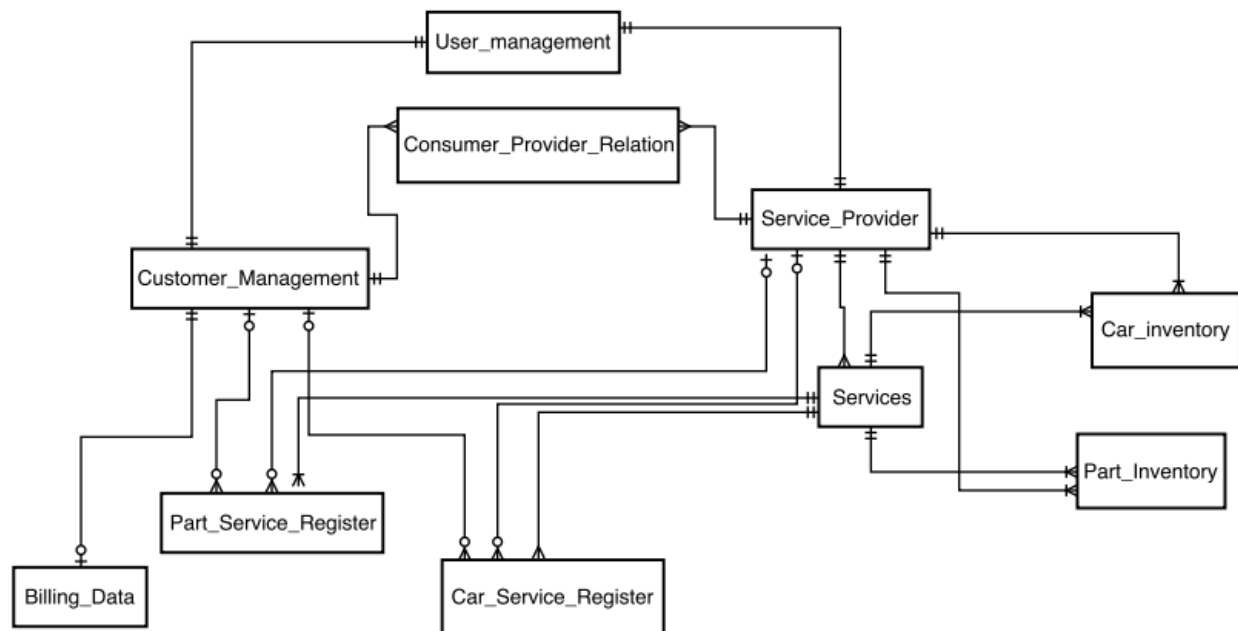 User_management
Consumer_Provider_Relation
Service_Provider
Customer_Management
Car_inventory
Services
Part_Inventory
Part_Service_Register
Billing_Data
Car_Service_Register